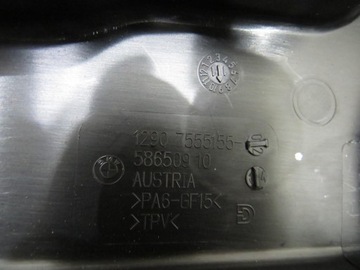 1290 7555155-
58650910
AUSTRIA
>PA6-GF15<
>TPV<